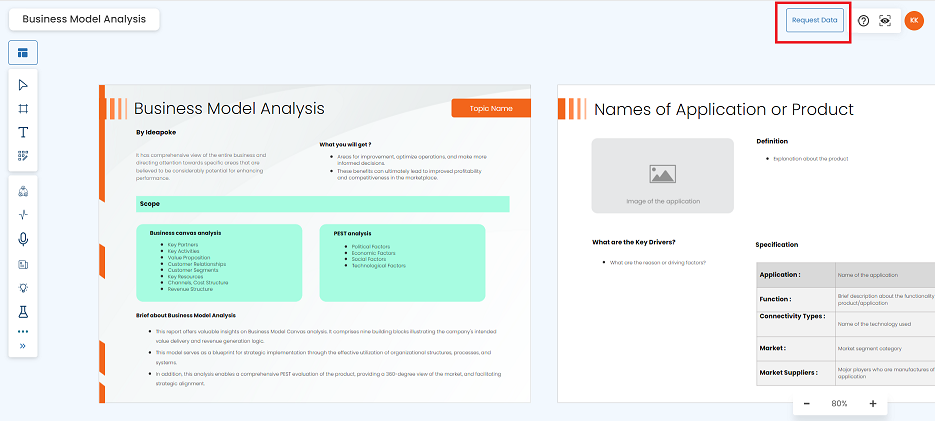 Business Model Analysis
Request Data
KK
Business Model Analysis
Topic Name
By Ideapoke
It has comprehensive view of the entire business and
directing attention towards specific areas that are
believed to be considerably potential for enhancing
performance.
What you will get ?
Areas for improvement, optimize operations, and make more
informed decisions.
These benefits can ultimately lead to improved profitability
and competitiveness in the marketplace.
Scope
Business canvas analysis
Key Partners
Key Activities
Value Proposition
Customer Relationships
Customer Segments
Key Resources
Channels, Cost Structure
Revenue Structure
PEST analysis
Political Factors
Economic Factors
Social Factors
Technological Factors
Brief about Business Model Analysis
This report offers valuable insights on Business Model Canvas analysis. It comprises nine building blocks illustrating the company's intended
value delivery and revenue generation logic.
This model serves as a blueprint for strategic implementation through the effective utilization of organizational structures, processes, and
systems.
In addition, this analysis enables a comprehensive PEST evaluation of the product, providing a 360-degree view of the market, and facilitating
strategic alignment.
Names of Application or Product
Image of the application
Definition
Explanation about the product
What are the Key Drivers?
What are the reason or driving factors?
Specification
Application :
Name of the application
Function :
Brief description about the functionality
product/application
Connectivity Types :
Name of the technology used
Market :
Market segment category
Market Suppliers :
Major players who are manufactures of
application
80%